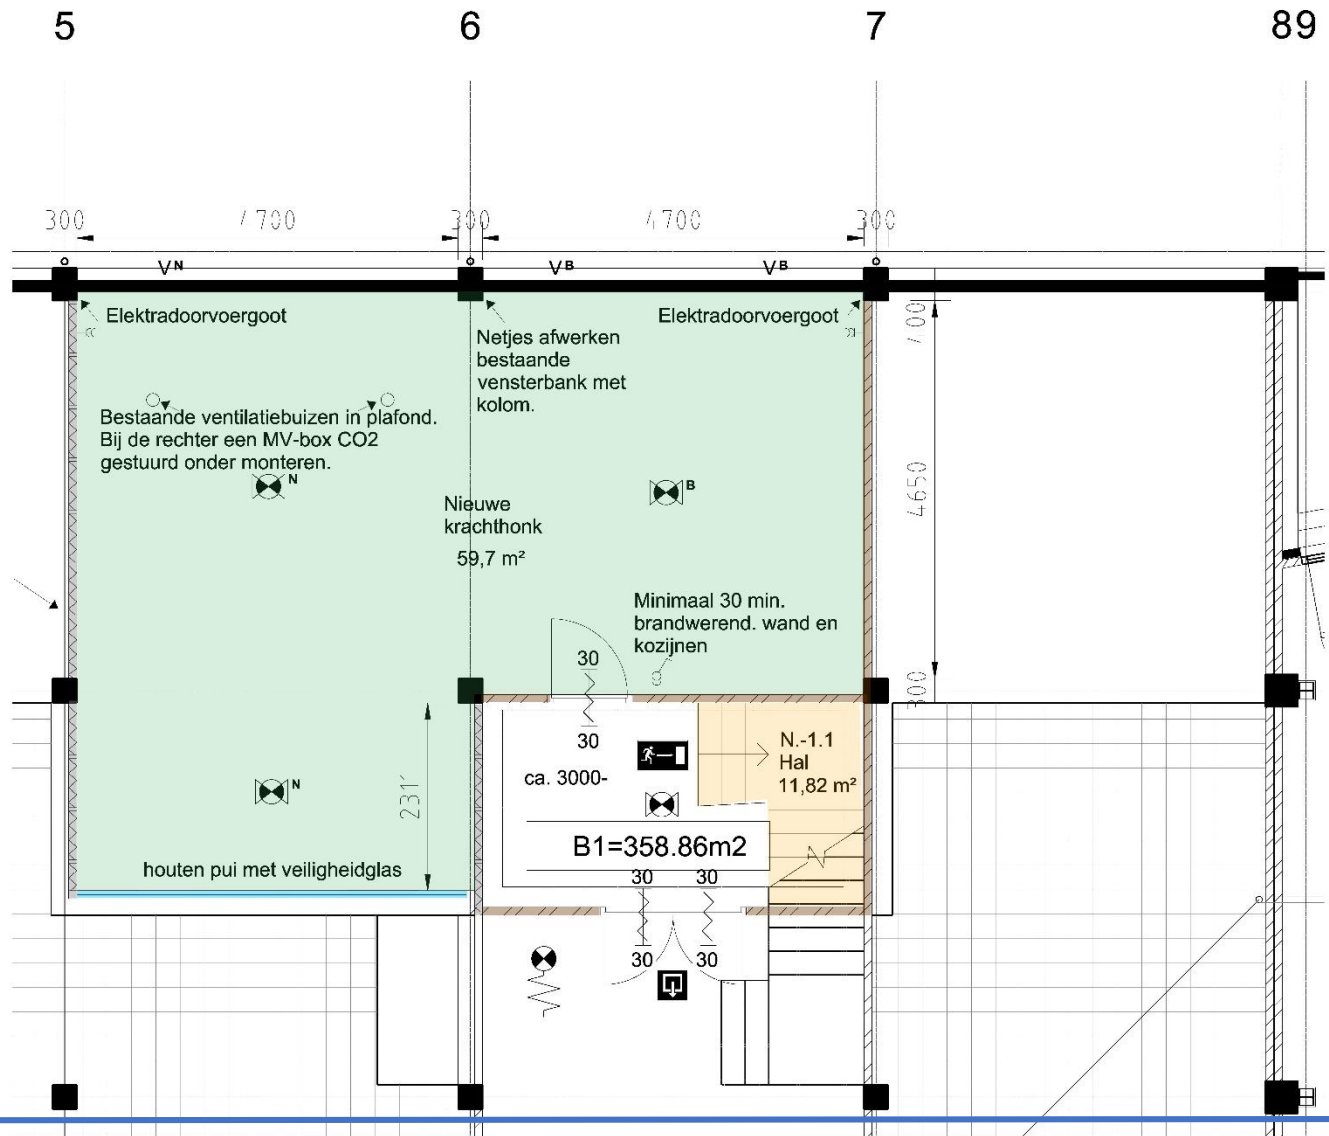 5 6 7 89
300 4700 300 4700 300
VN VB VB
Elektradoorvoergoot
Elektradoorvoergoot
Netjes afwerken
bestaande
vensterbank met
kolom.
Bestaande ventilatiebuizen in plafond.
Bij de rechter een MV-box CO2
gestuurd onder monteren.
N
B
Nieuwe
krachthonk
59,7 m²
4650
Minimaal 30 min.
brandwerend. wand en
kozijnen
30
300
30
N.-1.1
Hal
11,82 m²
ca. 3000-
N
B1=358.86m2
houten pui met veiligheidglas
30 30
30 30